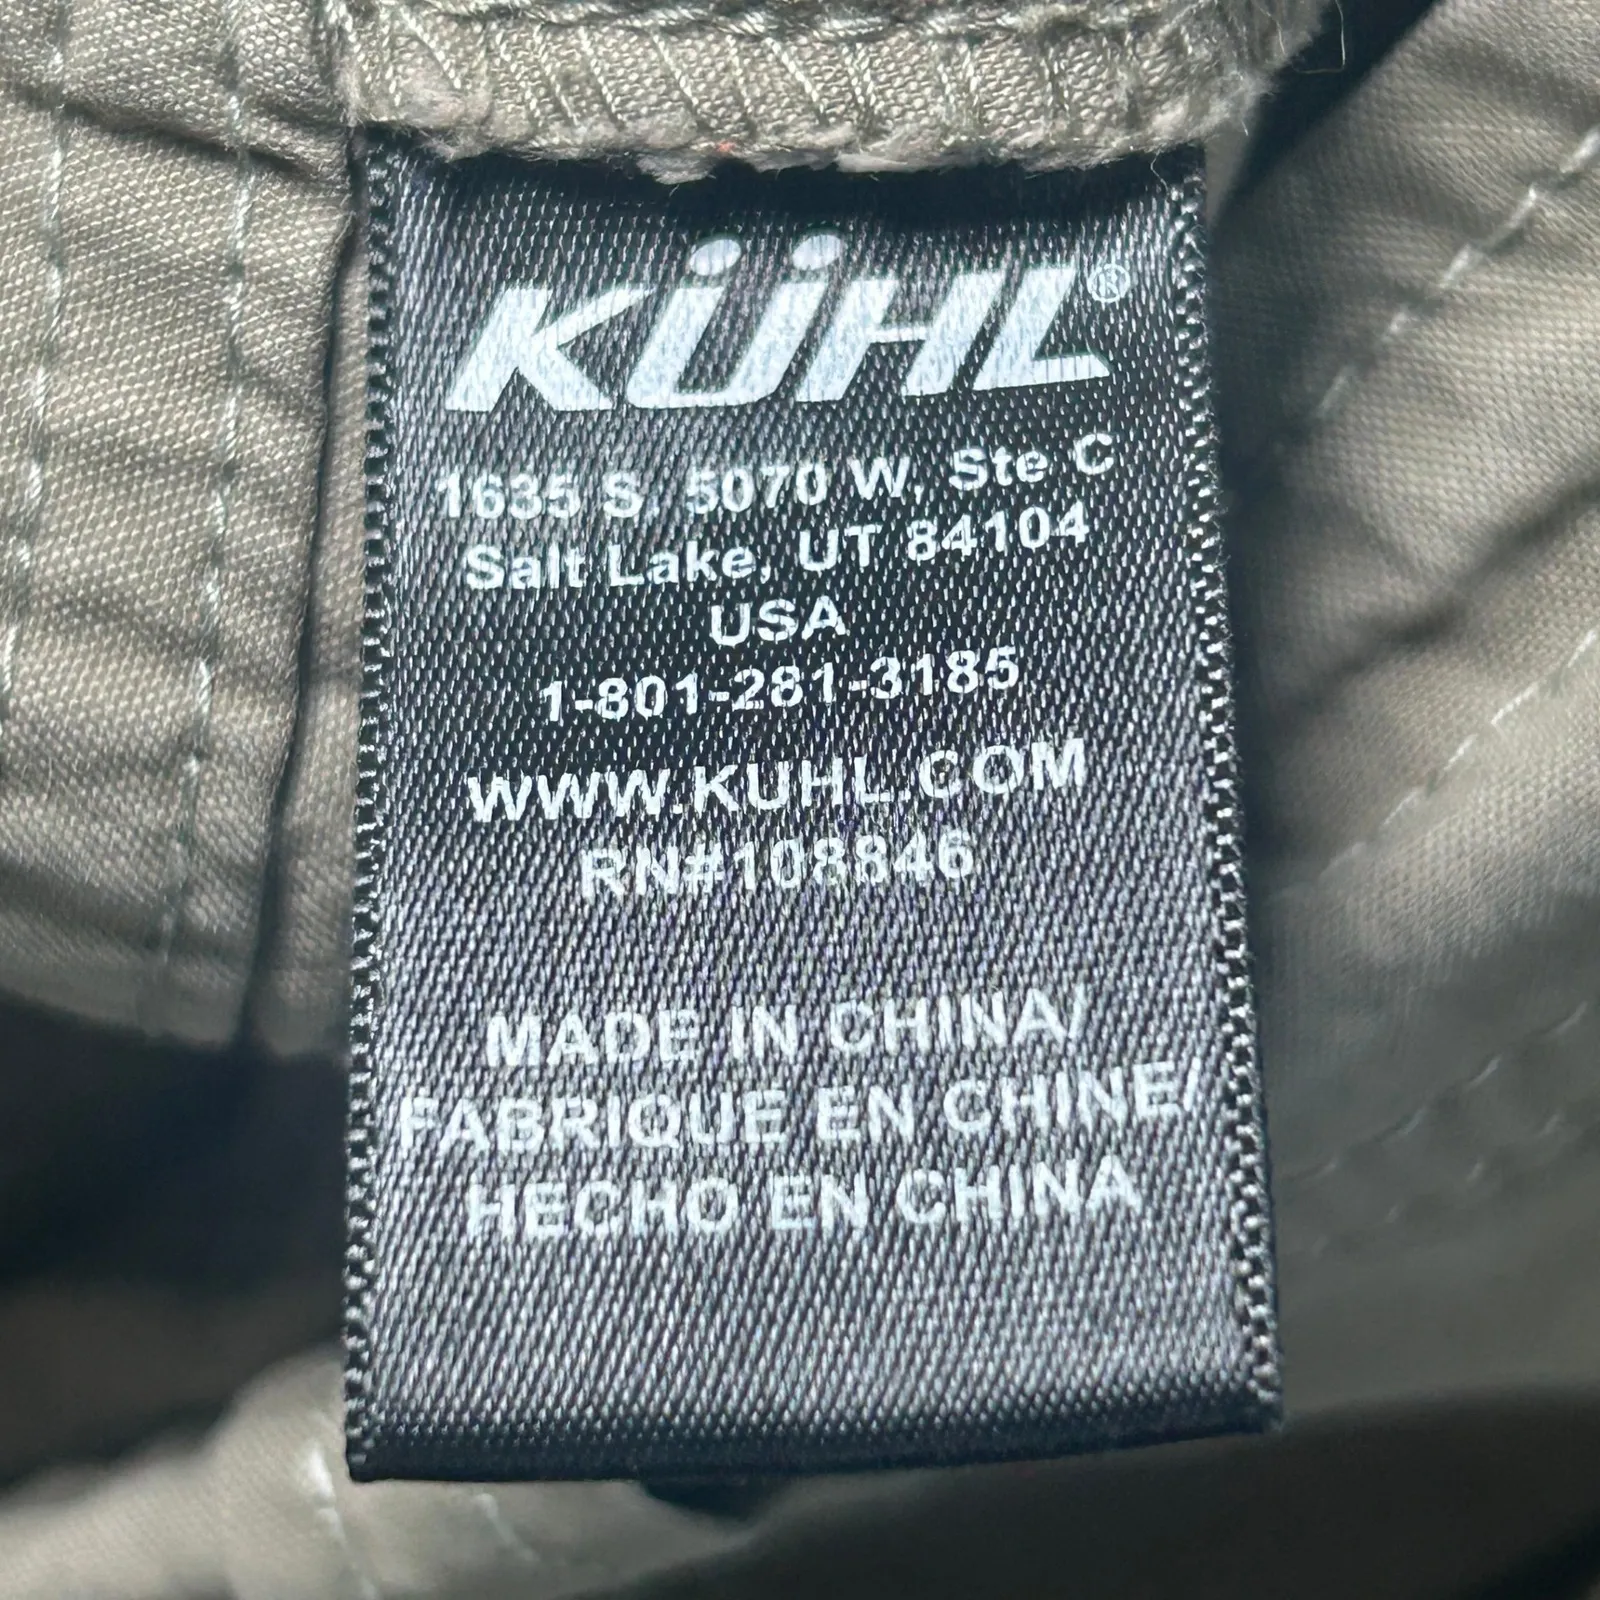 KÜHL®
1635 S. 5070 W, Ste C
Salt Lake, UT 84104
USA
1-801-281-3185
WWW.KUHL.COM
RN#108846
MADE IN CHINA/
FABRIQUE EN CHINE/
HECHO EN CHINA